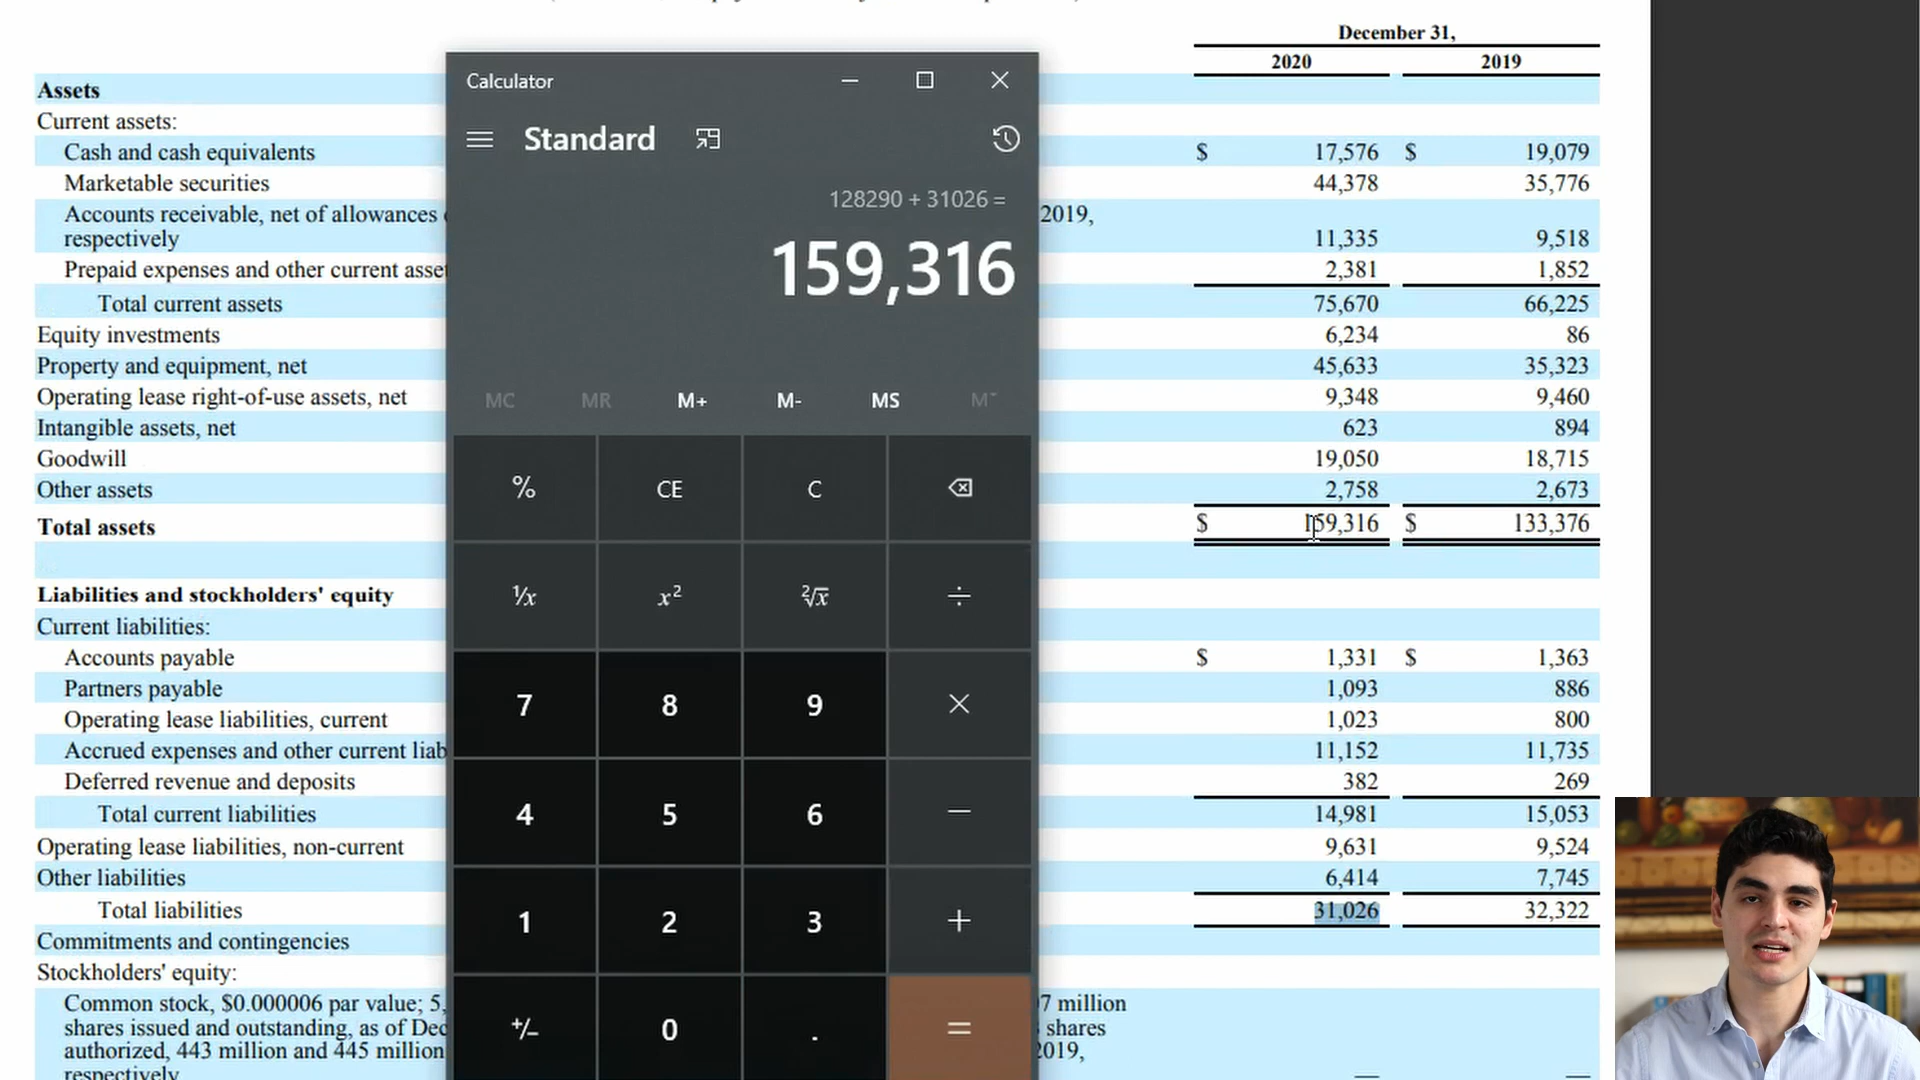 December 31,
2020 2019
Assets
Current assets:
Cash and cash equivalents $ 17,576 $ 19,079
Marketable securities 44,378 35,776
Accounts receivable, net of allowances 2019,
respectively 11,335 9,518
Prepaid expenses and other current asset 2,381 1,852
Total current assets 75,670 66,225
Equity investments 6,234 86
Property and equipment, net 45,633 35,323
Operating lease right-of-use assets, net 9,348 9,460
Intangible assets, net 623 894
Goodwill 19,050 18,715
Other assets 2,758 2,673
Total assets $ 159,316 $ 133,376
Liabilities and stockholders' equity
Current liabilities:
Accounts payable $ 1,331 $ 1,363
Partners payable 1,093 886
Operating lease liabilities, current 1,023 800
Accrued expenses and other current liab 11,152 11,735
Deferred revenue and deposits 382 269
Total current liabilities 14,981 15,053
Operating lease liabilities, non-current 9,631 9,524
Other liabilities 6,414 7,745
Total liabilities 31,026 32,322
Commitments and contingencies
Stockholders' equity:
Common stock, $0.000006 par value; 5, 7 million
shares issued and outstanding, as of Dec shares
authorized, 443 million and 445 million 2019,
respectively — —
Calculator
Standard
128290 + 31026 =
159,316
MC MR M+ M- MS M˅
% CE C
¹/x x² ²√x ÷
7 8 9 ×
4 5 6 −
1 2 3 +
+/− 0 . =